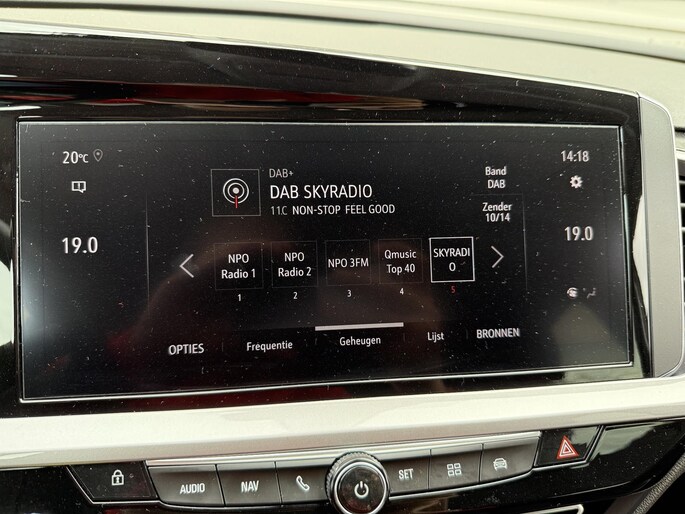 20°C
14:18
DAB+
DAB SKYRADIO
11.C NON-STOP FEEL GOOD
Band
DAB
Zender
10/14
19.0
19.0
NPO
Radio 1
NPO
Radio 2
NPO 3FM
Qmusic
Top 40
SKYRADI
O
1
2
3
4
5
OPTIES
Frequentie
Geheugen
Lijst
BRONNEN
AUDIO
NAV
SET